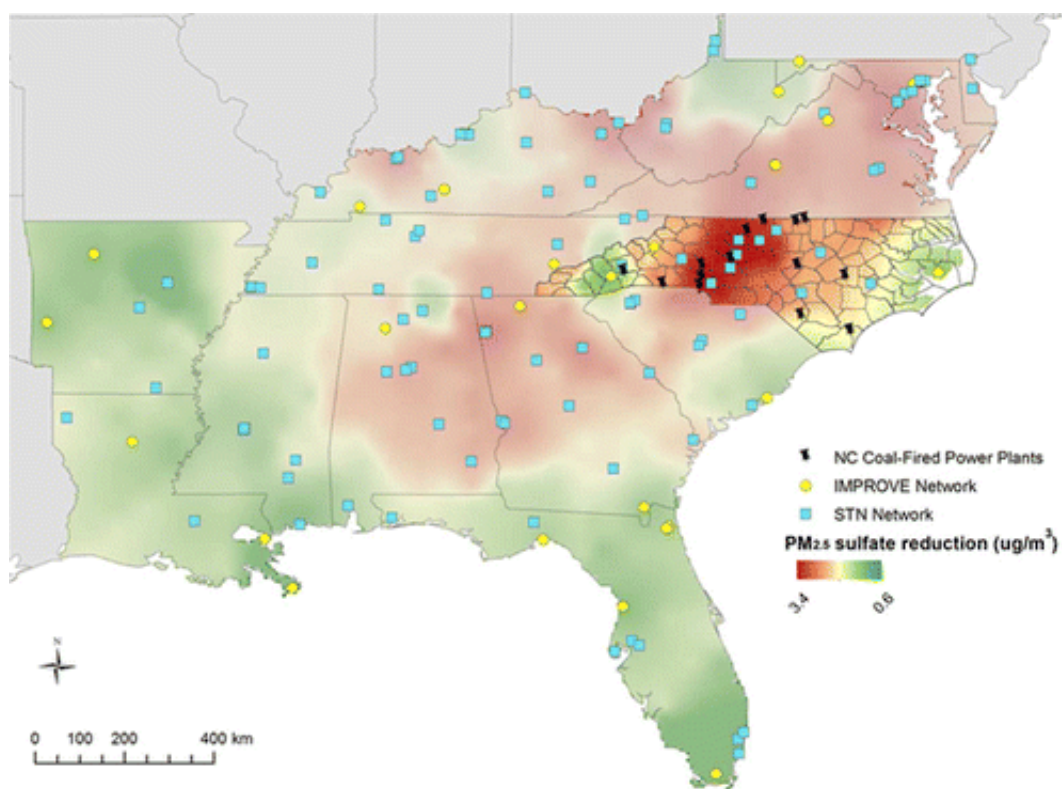 NC Coal-Fired Power Plants
IMPROVE Network
STN Network
PM2.5 sulfate reduction (ug/m3)
3.4
0.6
N
0 100 200 400 km